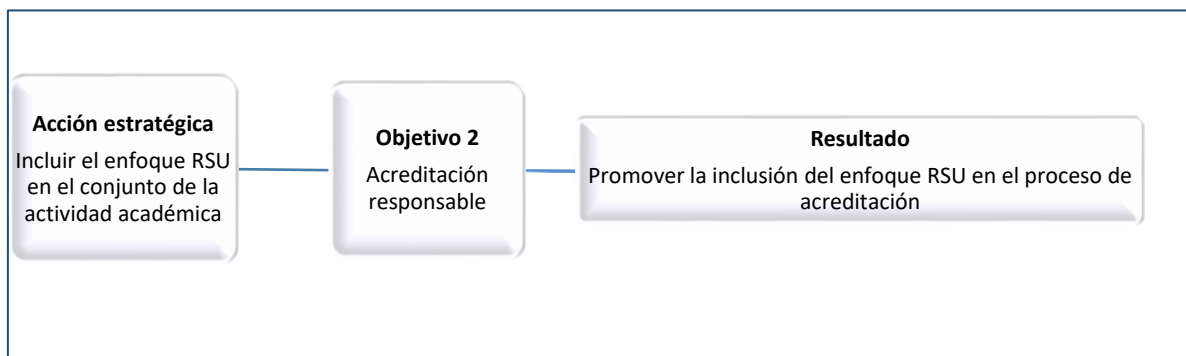 Acción estratégica
Incluir el enfoque RSU
en el conjunto de la
actividad académica
Objetivo 2
Acreditación
responsable
Resultado
Promover la inclusión del enfoque RSU en el proceso de
acreditación